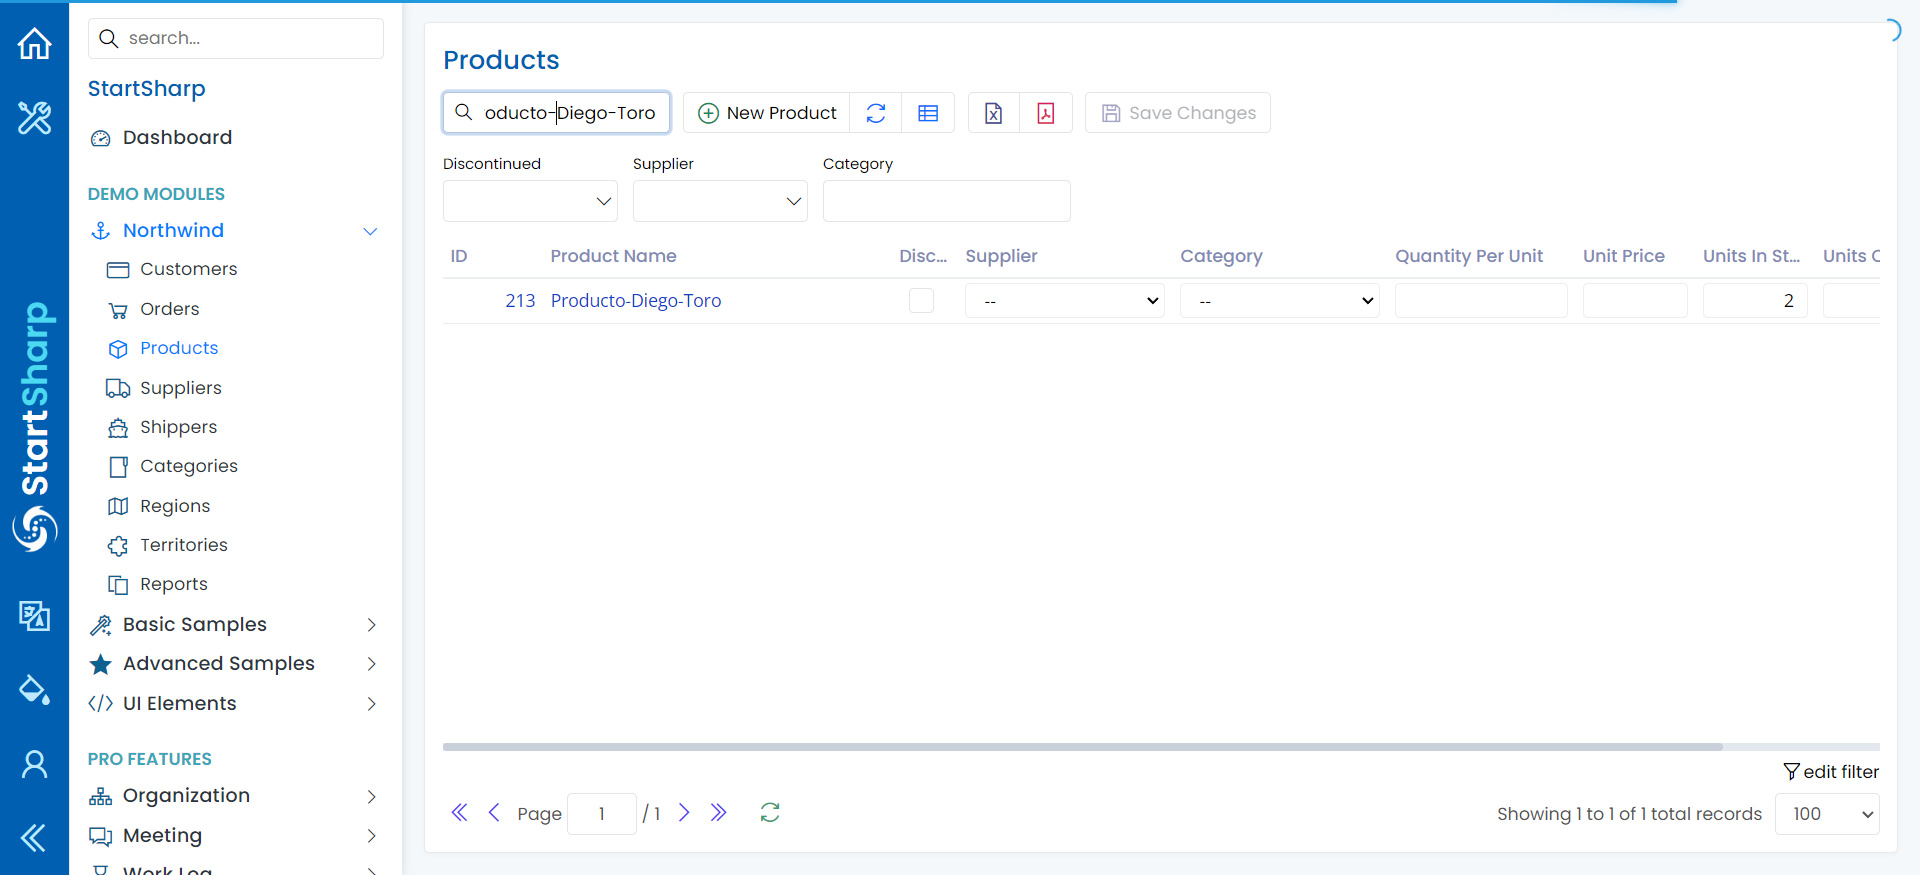 search...
StartSharp
Dashboard
DEMO MODULES
Northwind
Customers
Orders
Products
Suppliers
Shippers
Categories
Regions
Territories
Reports
Basic Samples
Advanced Samples
UI Elements
PRO FEATURES
Organization
Meeting
Work Log
StartSharp
Products
oducto-Diego-Toro
New Product
Save Changes
Discontinued Supplier Category
ID Product Name Disc... Supplier Category Quantity Per Unit Unit Price Units In St... Units O
213 Producto-Diego-Toro -- -- 2
edit filter
Page 1 / 1
Showing 1 to 1 of 1 total records 100